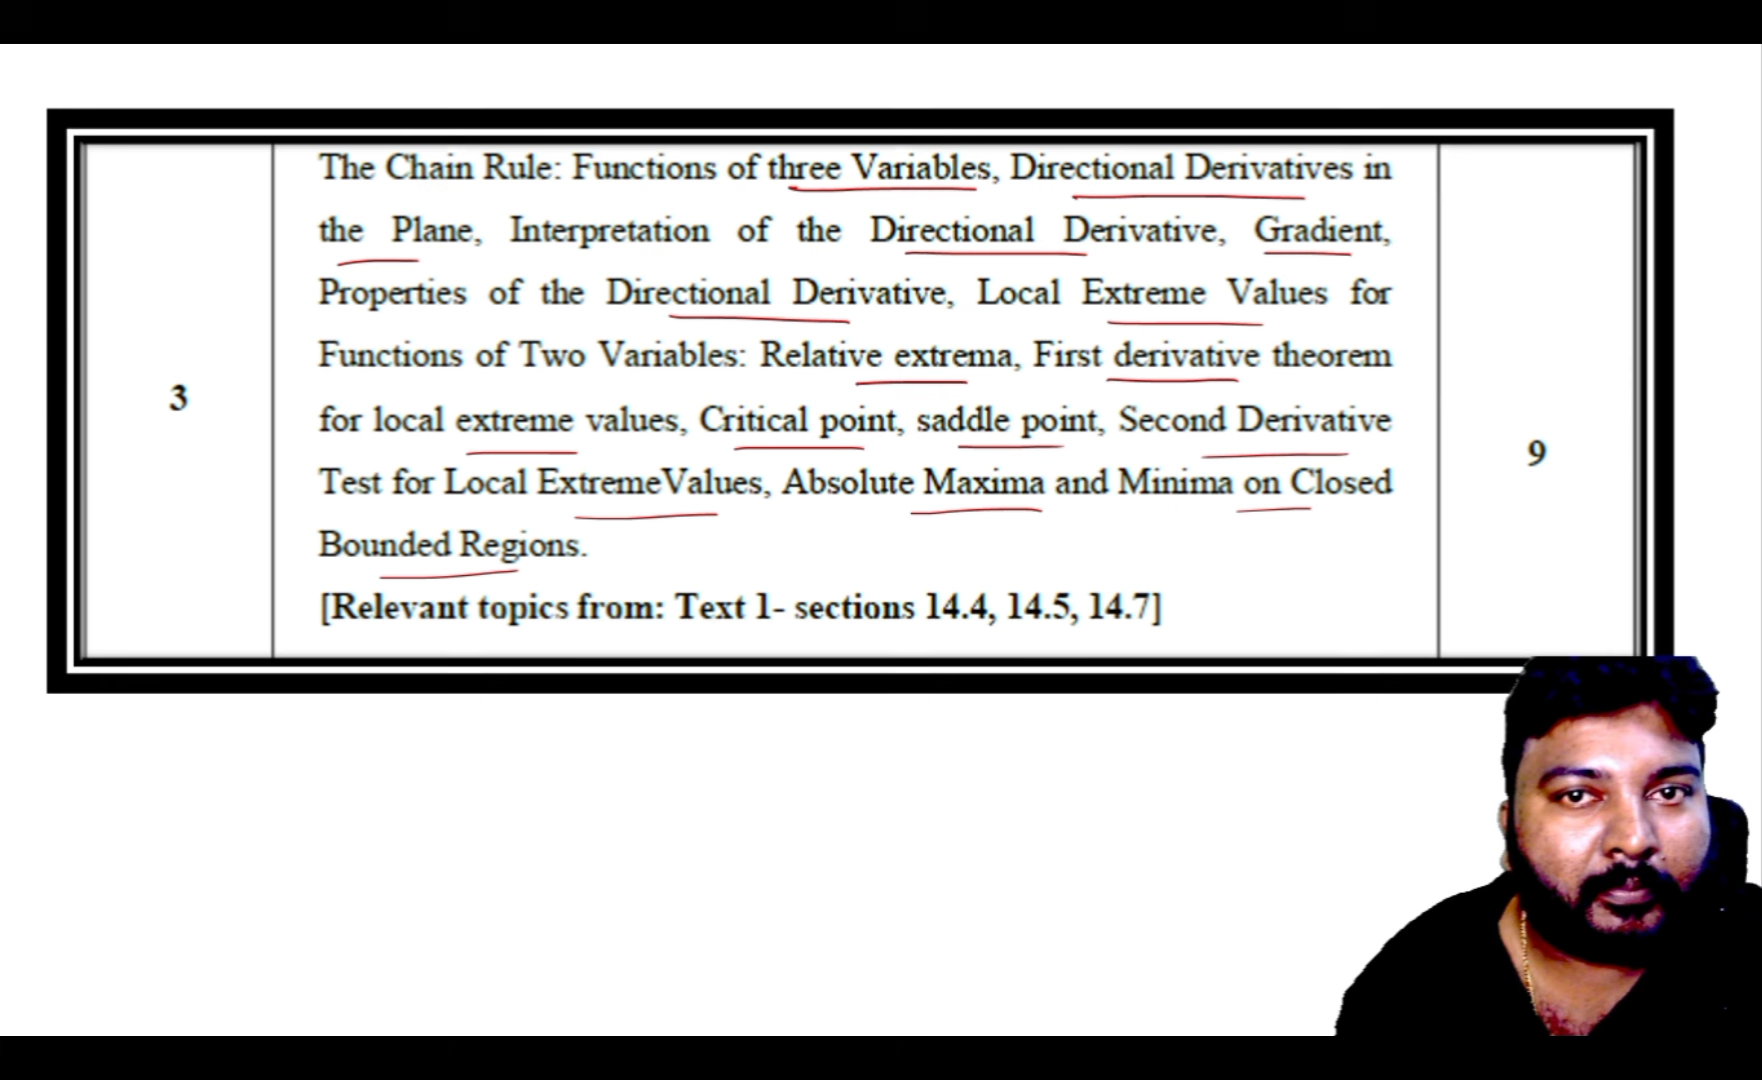 The Chain Rule: Functions of three Variables, Directional Derivatives in
the Plane, Interpretation of the Directional Derivative, Gradient,
Properties of the Directional Derivative, Local Extreme Values for
Functions of Two Variables: Relative extrema, First derivative theorem
3
for local extreme values, Critical point, saddle point, Second Derivative
9
Test for Local ExtremeValues, Absolute Maxima and Minima on Closed
Bounded Regions.
[Relevant topics from: Text 1- sections 14.4, 14.5, 14.7]